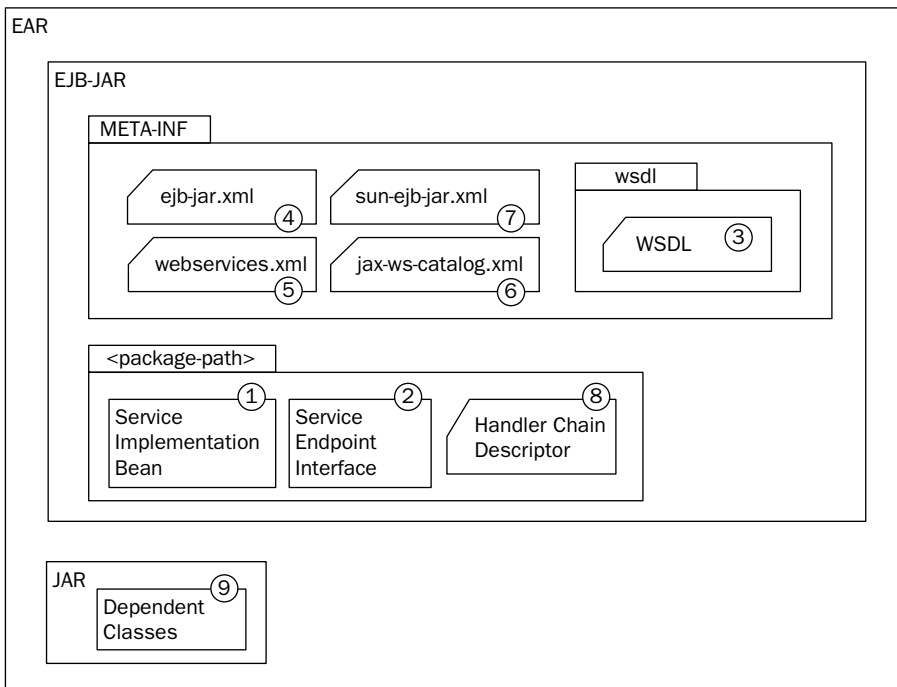 EAR
EJB-JAR
META-INF
ejb-jar.xml
4
sun-ejb-jar.xml
7
wsdl
WSDL
3
webservices.xml
5
jax-ws-catalog.xml
6
<package-path>
1
Service
Implementation
Bean
2
Service
Endpoint
Interface
8
Handler Chain
Descriptor
JAR
9
Dependent
Classes